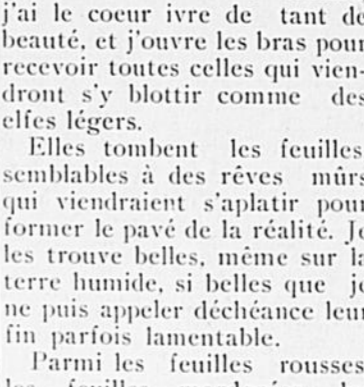 j'ai le coeur ivre de tant de
beauté, et j'ouvre les bras pour
recevoir toutes celles qui vien-
dront s'y blottir comme des
elfes légers.
Elles tombent les feuilles
semblables à des rêves mûrs
qui viendraient s'aplatir pour
former le pavé de la réalité. Je
les trouve belles, même sur la
terre humide, si belles que je
ne puis appeler déchéance leur
fin parfois lamentable.
Parmi les feuilles rousses
les feuilles